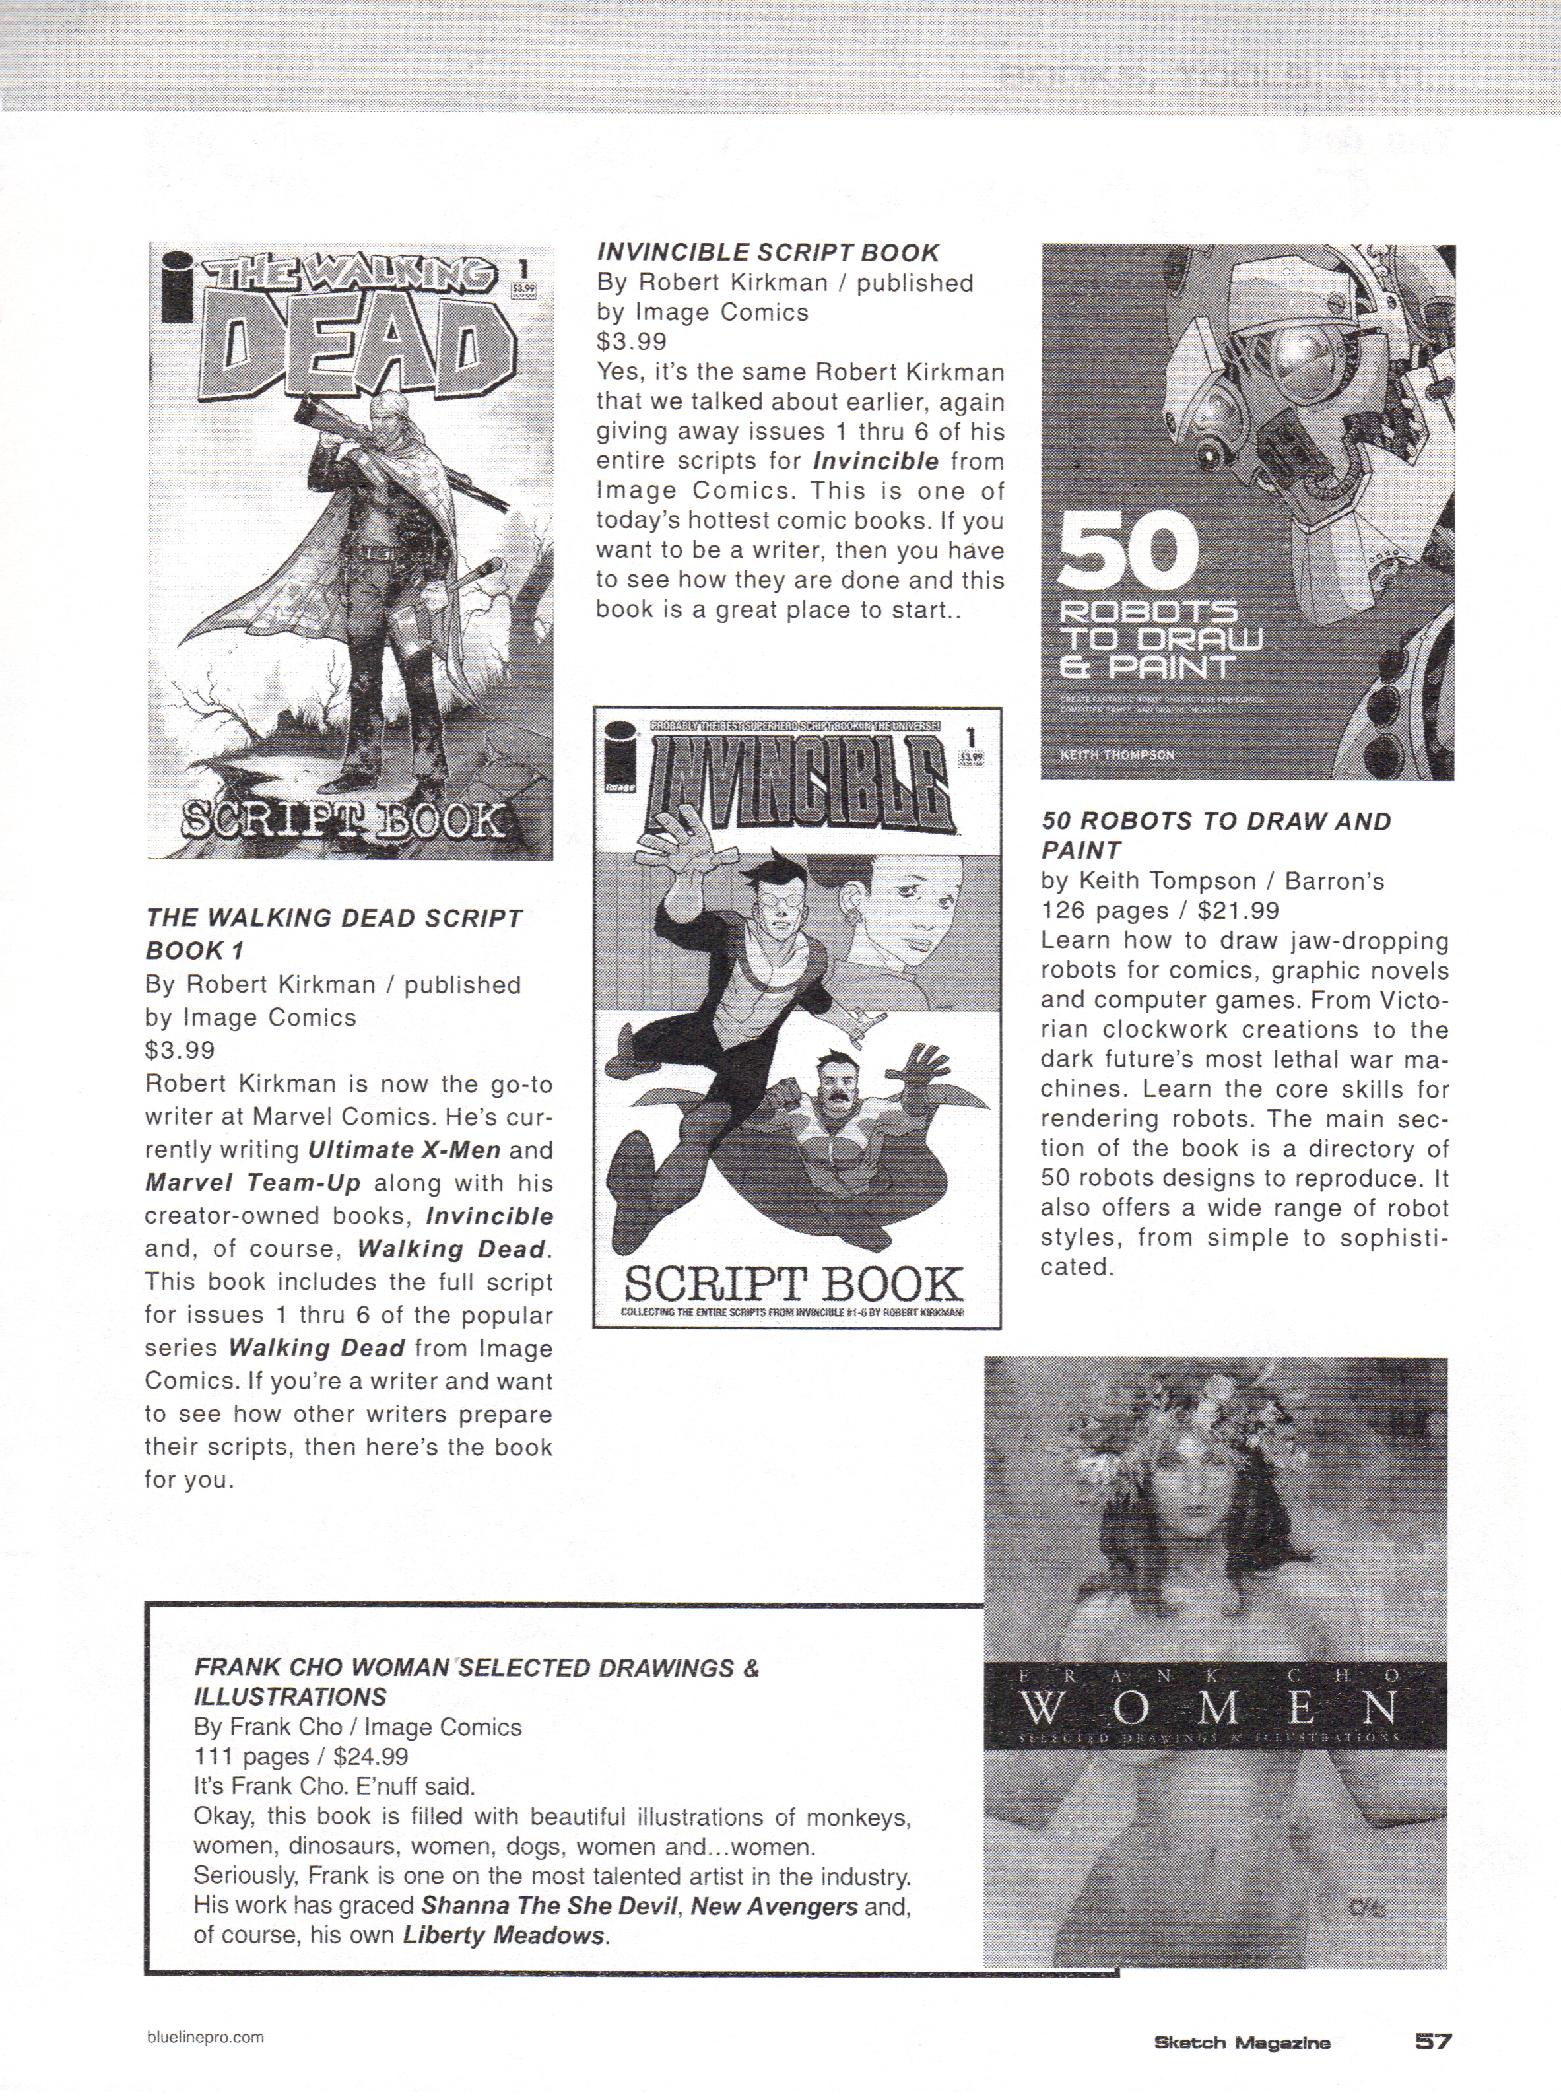 THE WALKING
DEAD
1
$3.99
SCRIPT BOOK
THE WALKING DEAD SCRIPT
BOOK 1
By Robert Kirkman / published
by Image Comics
$3.99
Robert Kirkman is now the go-to
writer at Marvel Comics. He's cur-
rently writing Ultimate X-Men and
Marvel Team-Up along with his
creator-owned books, Invincible
and, of course, Walking Dead.
This book includes the full script
for issues 1 thru 6 of the popular
series Walking Dead from Image
Comics. If you're a writer and want
to see how other writers prepare
their scripts, then here's the book
for you.
INVINCIBLE SCRIPT BOOK
By Robert Kirkman / published
by Image Comics
$3.99
Yes, it's the same Robert Kirkman
that we talked about earlier, again
giving away issues 1 thru 6 of his
entire scripts for Invincible from
Image Comics. This is one of
today's hottest comic books. If you
want to be a writer, then you have
to see how they are done and this
book is a great place to start..
PROBABLY THE BEST SUPERHERO SCRIPTBOOK IN THE UNIVERSE!
INVINCIBLE
1
$3.99
image
SCRIPT BOOK
COLLECTING THE ENTIRE SCRIPTS FROM INVINCIBLE #1-6 BY ROBERT KIRKMAN!
50
ROBOTS
TO DRAW
& PAINT
KEITH THOMPSON
50 ROBOTS TO DRAW AND
PAINT
by Keith Tompson / Barron's
126 pages / $21.99
Learn how to draw jaw-dropping
robots for comics, graphic novels
and computer games. From Victo-
rian clockwork creations to the
dark future's most lethal war ma-
chines. Learn the core skills for
rendering robots. The main sec-
tion of the book is a directory of
50 robots designs to reproduce. It
also offers a wide range of robot
styles, from simple to sophisti-
cated.
FRANK CHO WOMAN SELECTED DRAWINGS &
ILLUSTRATIONS
By Frank Cho / Image Comics
111 pages / $24.99
It's Frank Cho. E'nuff said.
Okay, this book is filled with beautiful illustrations of monkeys,
women, dinosaurs, women, dogs, women and...women.
Seriously, Frank is one on the most talented artist in the industry.
His work has graced Shanna The She Devil, New Avengers and,
of course, his own Liberty Meadows.
FRANK CHO
WOMEN
SELECTED DRAWINGS & ILLUSTRATIONS
bluelinepro.com
Sketch Magazine 57